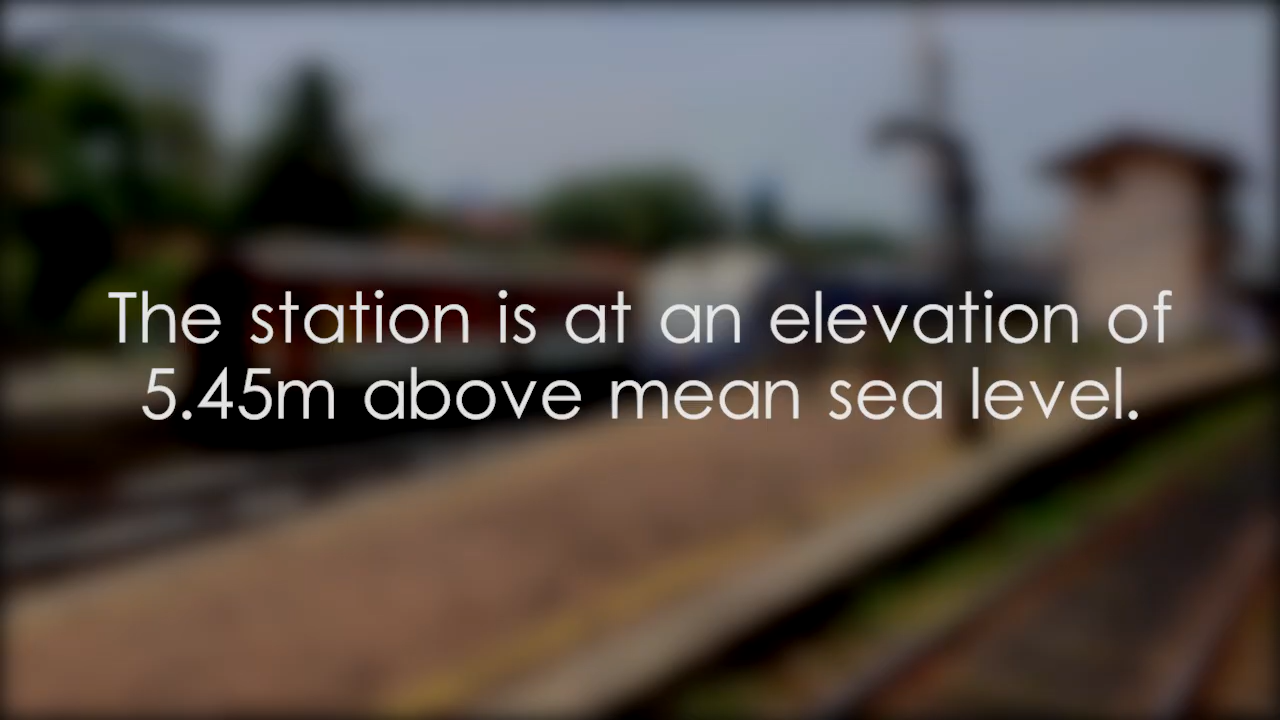 The station is at an elevation of
5.45m above mean sea level.